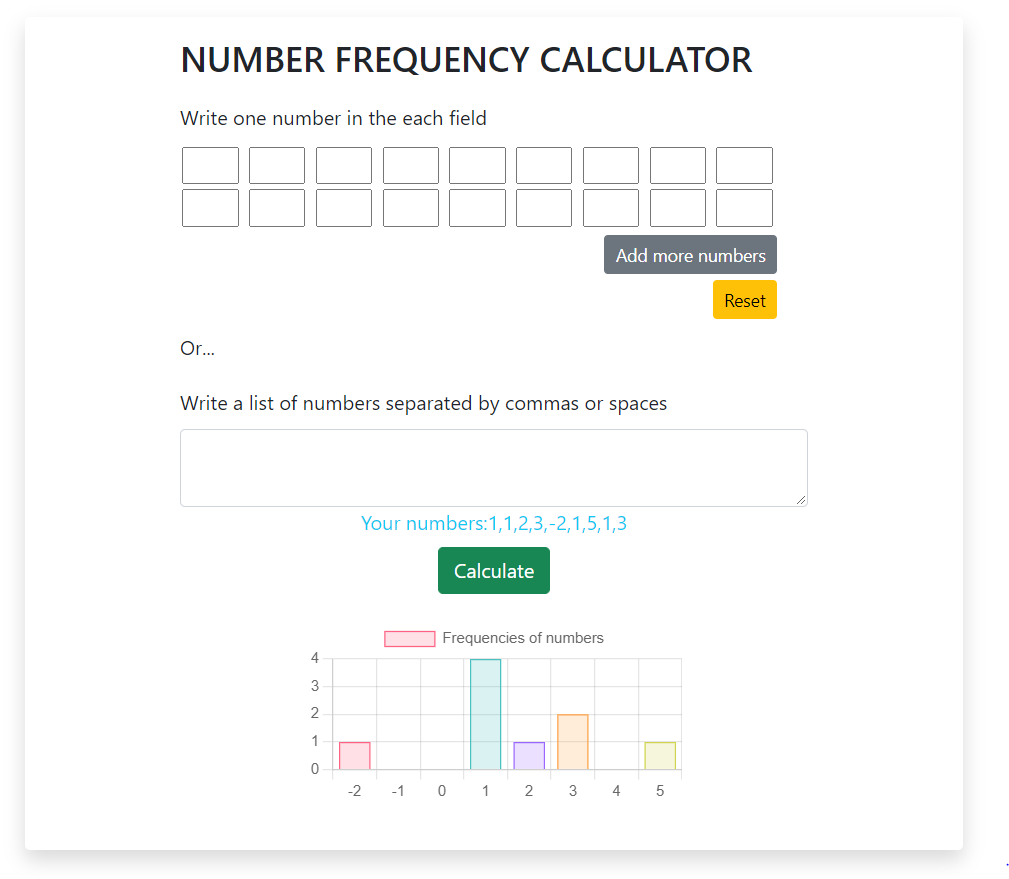 NUMBER FREQUENCY CALCULATOR
Write one number in the each field
Add more numbers
Reset
Or...
Write a list of numbers separated by commas or spaces
Your numbers:1,1,2,3,-2,1,5,1,3
Calculate
Frequencies of numbers
4
3
2
1
0
-2 -1 0 1 2 3 4 5